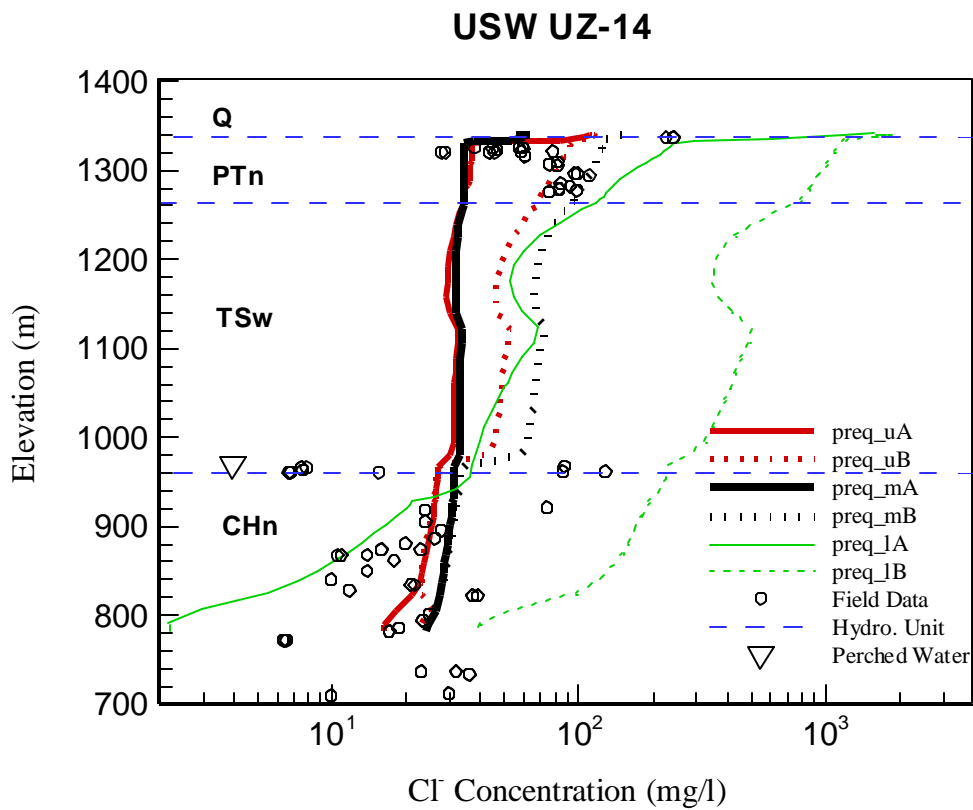 USW UZ-14
1400
Q
1300
PTn
1200
TSw
1100
1000
900
CHn
800
700
Elevation (m)
preq_uA
preq_uB
preq_mA
preq_mB
preq_lA
preq_lB
Field Data
Hydro. Unit
Perched Water
10¹ 10² 10³
Cl⁻ Concentration (mg/l)